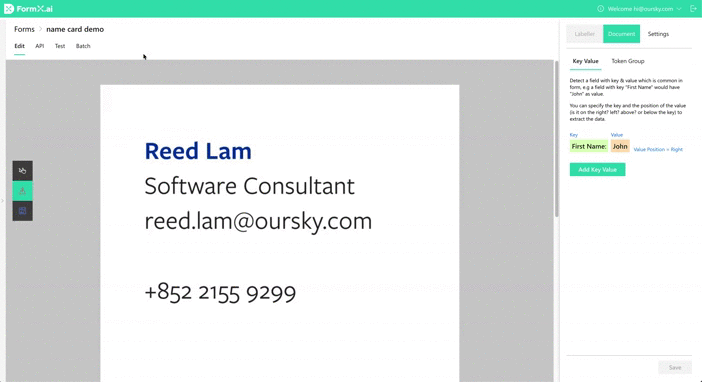 FormX.ai
Welcome hi@oursky.com
Forms > name card demo
Edit API Test Batch
Reed Lam
Software Consultant
reed.lam@oursky.com
+852 2155 9299
Labeller Document Settings
Key Value Token Group
Detect a field with key & value which is common in
form, e.g a field with key "First Name" would have
"John" as value.
You can specify the key and the position of the value
(is it on the right? left? above? or below the key) to
extract the data.
Key Value
First Name: John Value Position = Right
Add Key Value
Save